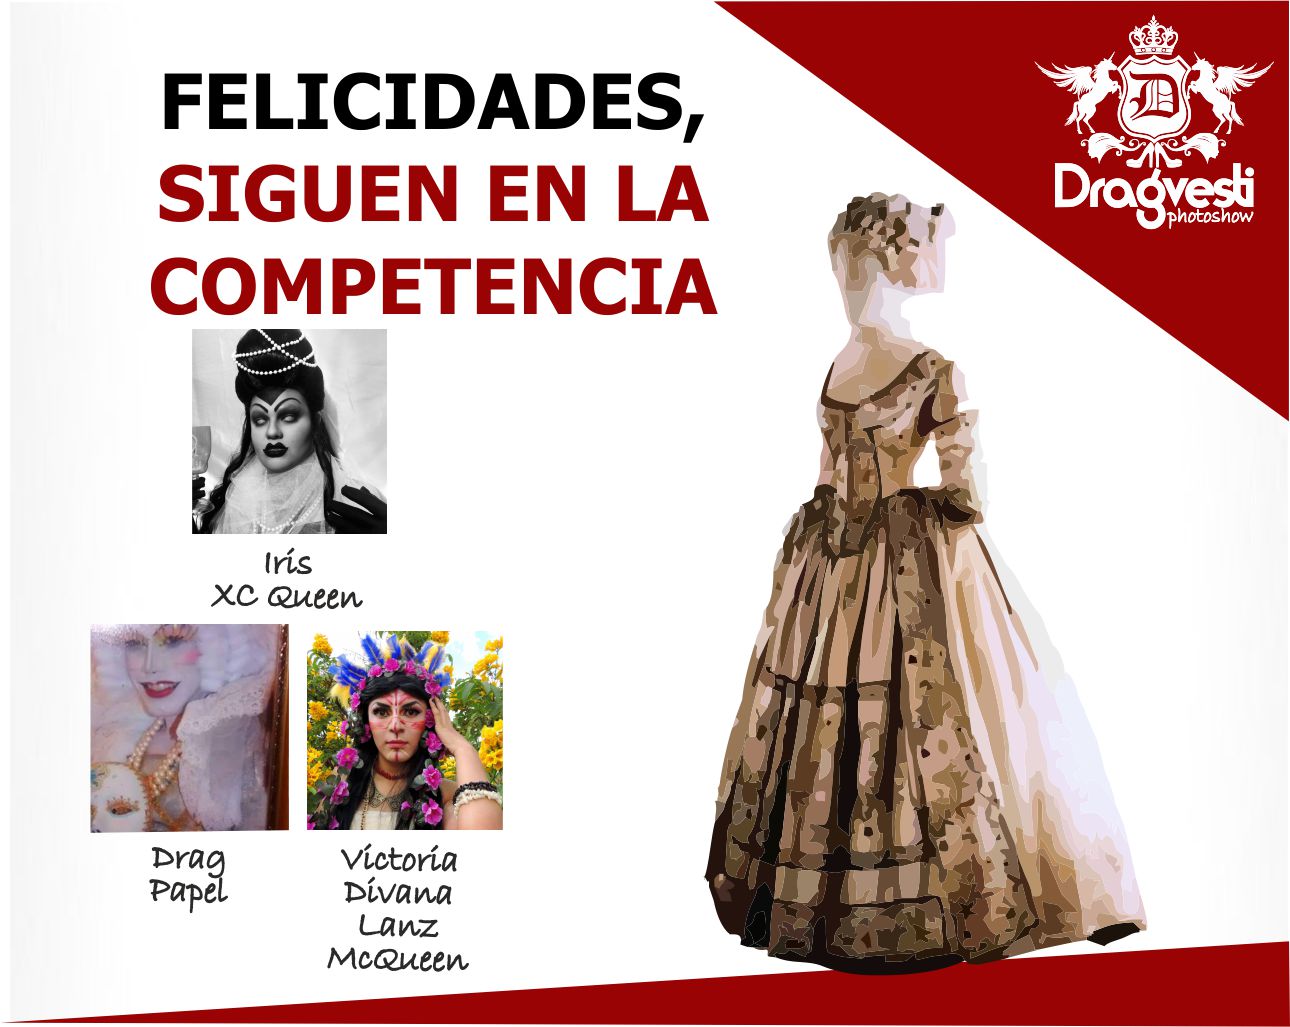 FELICIDADES,
SIGUEN EN LA
COMPETENCIA
D
Dragvesti
photoshow
Iris
XC Queen
Drag
Papel
Victoria
Divana
Lanz
McQueen